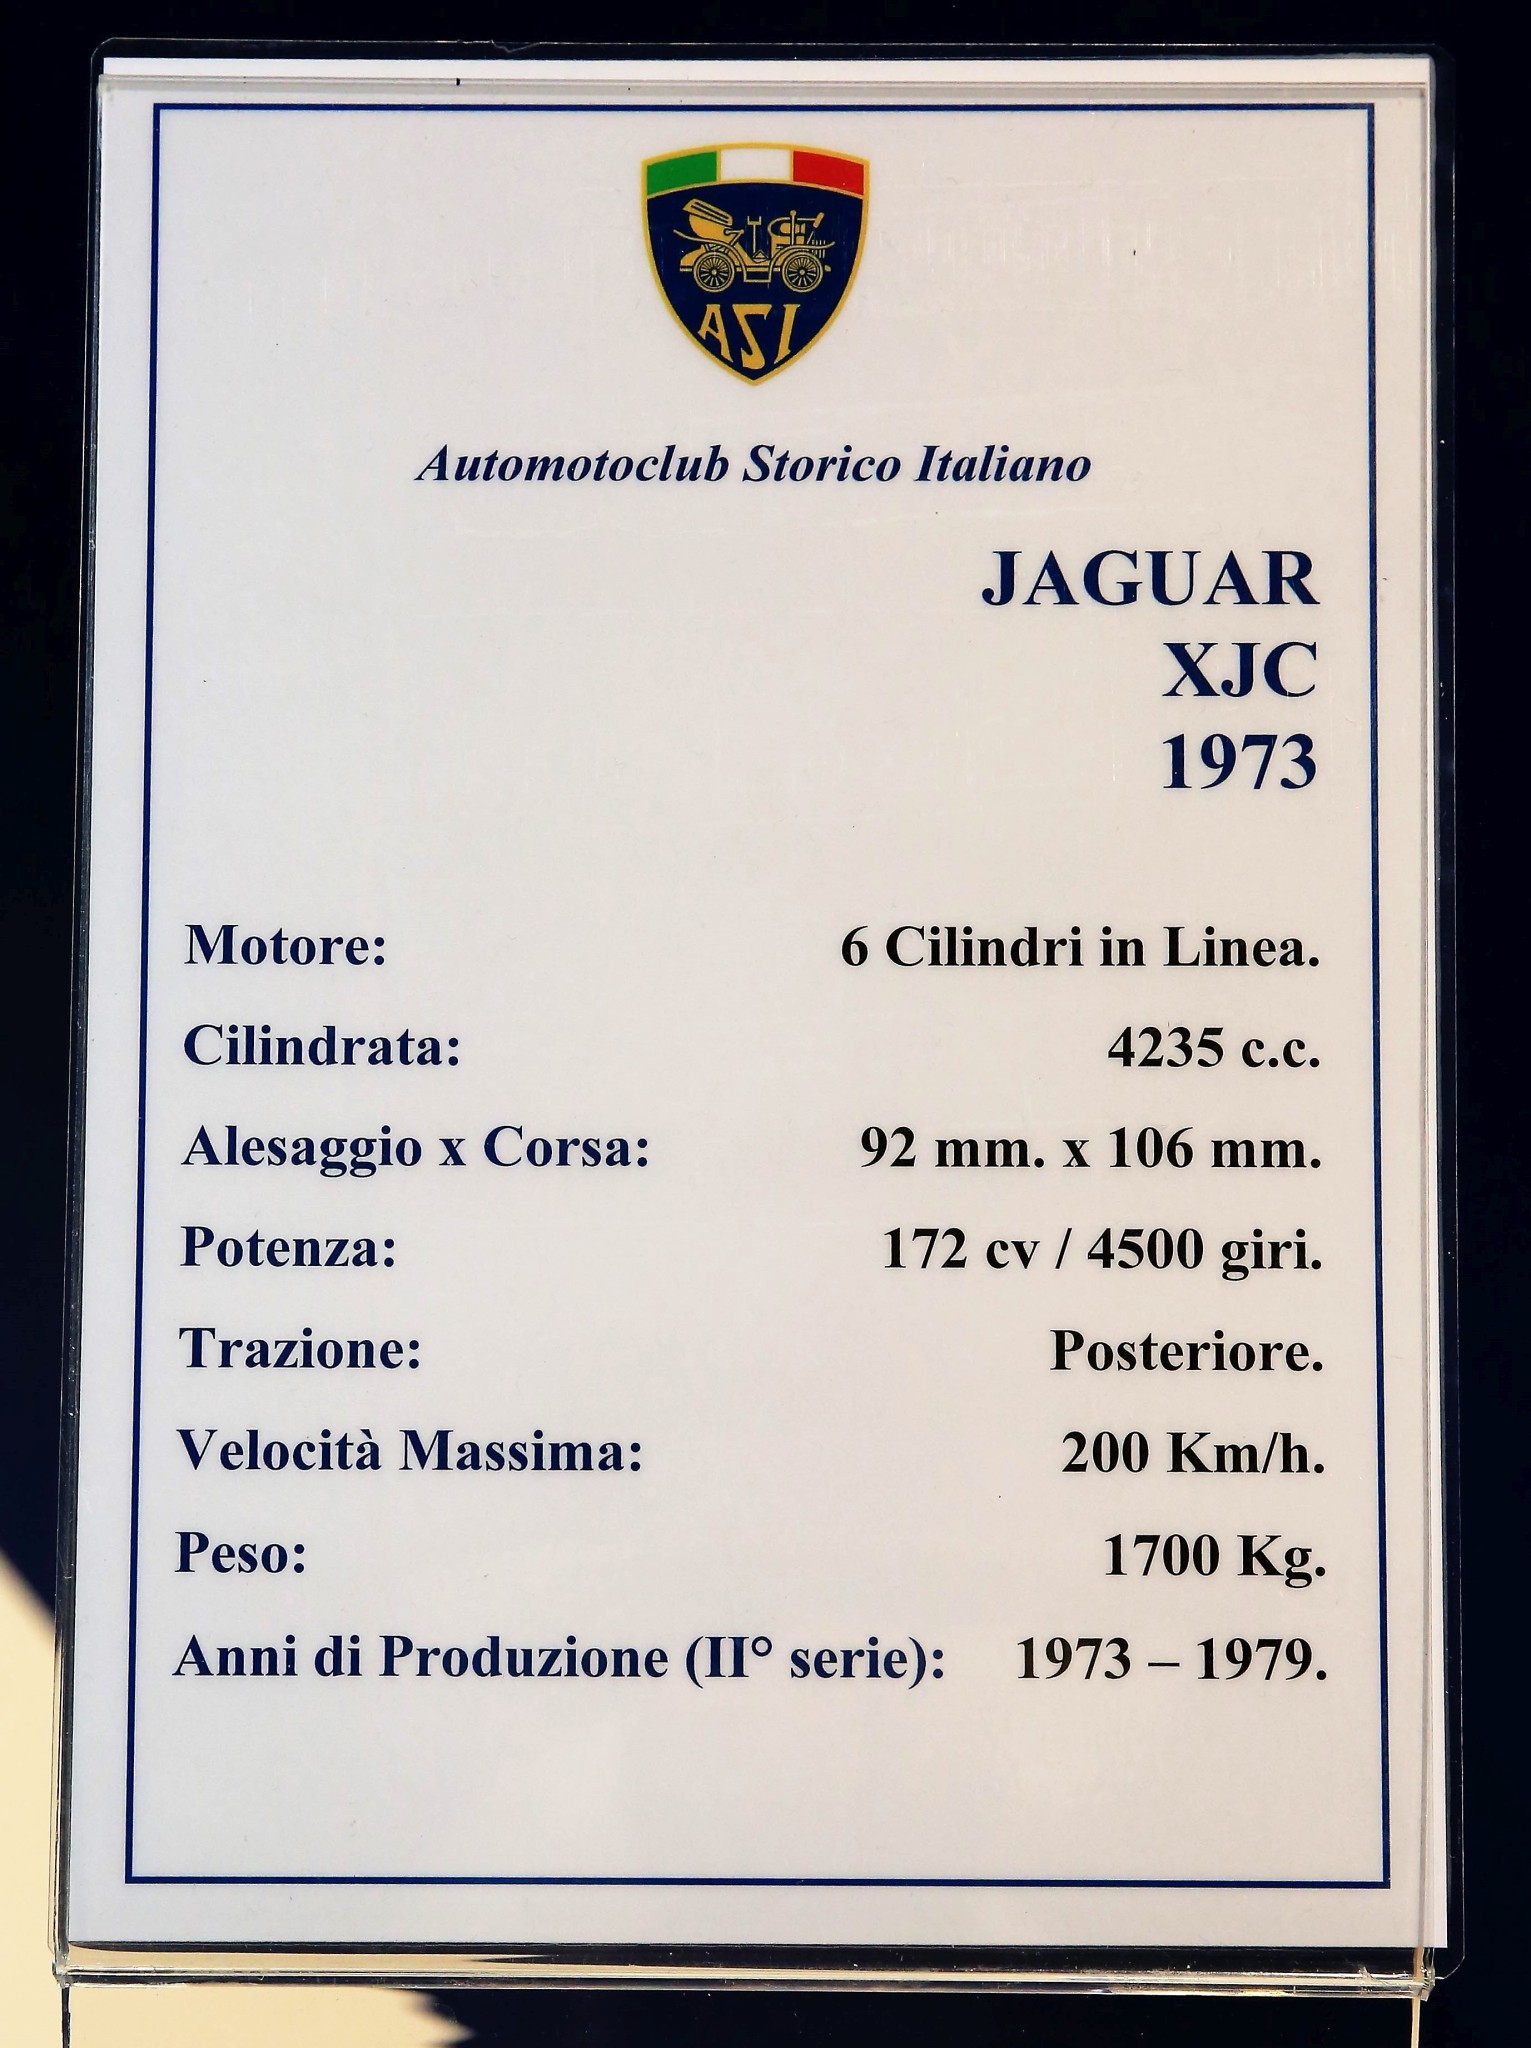 ASI
Automotoclub Storico Italiano
JAGUAR
XJC
1973
Motore: 6 Cilindri in Linea.
Cilindrata: 4235 c.c.
Alesaggio x Corsa: 92 mm. x 106 mm.
Potenza: 172 cv / 4500 giri.
Trazione: Posteriore.
Velocità Massima: 200 Km/h.
Peso: 1700 Kg.
Anni di Produzione (II° serie): 1973 – 1979.